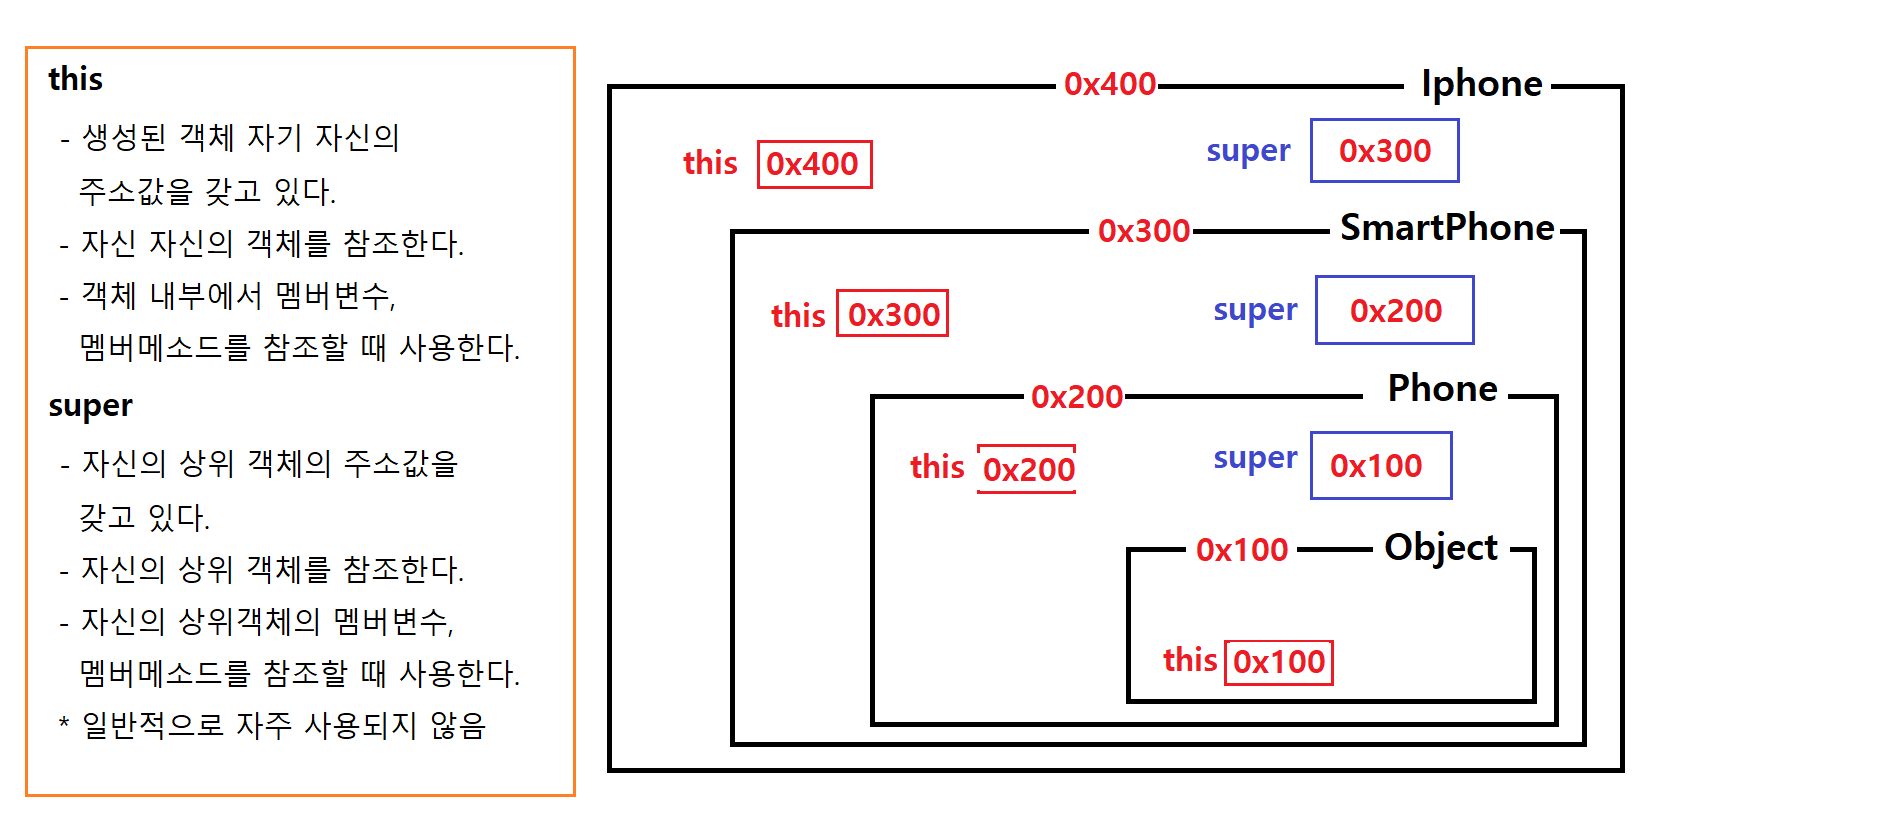 this
- 생성된 객체 자기 자신의
주소값을 갖고 있다.
- 자신 자신의 객체를 참조한다.
- 객체 내부에서 멤버변수,
멤버메소드를 참조할 때 사용한다.
super
- 자신의 상위 객체의 주소값을
갖고 있다.
- 자신의 상위 객체를 참조한다.
- 자신의 상위객체의 멤버변수,
멤버메소드를 참조할 때 사용한다.
* 일반적으로 자주 사용되지 않음
0x400 Iphone
this 0x400 super 0x300
0x300 SmartPhone
this 0x300 super 0x200
0x200 Phone
this 0x200 super 0x100
0x100 Object
this 0x100